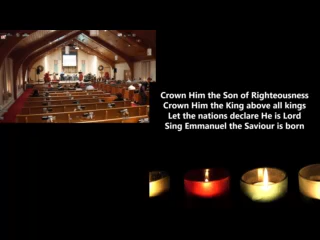 Crown Him the Son of Righteousness
Crown Him the King above all kings
Let the nations declare He is Lord
Sing Emmanuel the Saviour is born